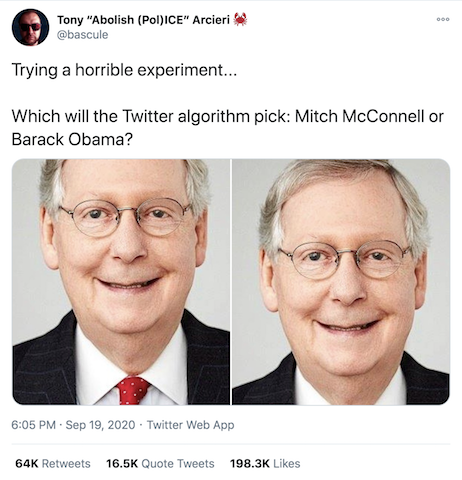 Tony “Abolish (Pol)ICE” Arcieri 🦀
@bascule
Trying a horrible experiment...
Which will the Twitter algorithm pick: Mitch McConnell or
Barack Obama?
6:05 PM · Sep 19, 2020 · Twitter Web App
64K Retweets 16.5K Quote Tweets 198.3K Likes